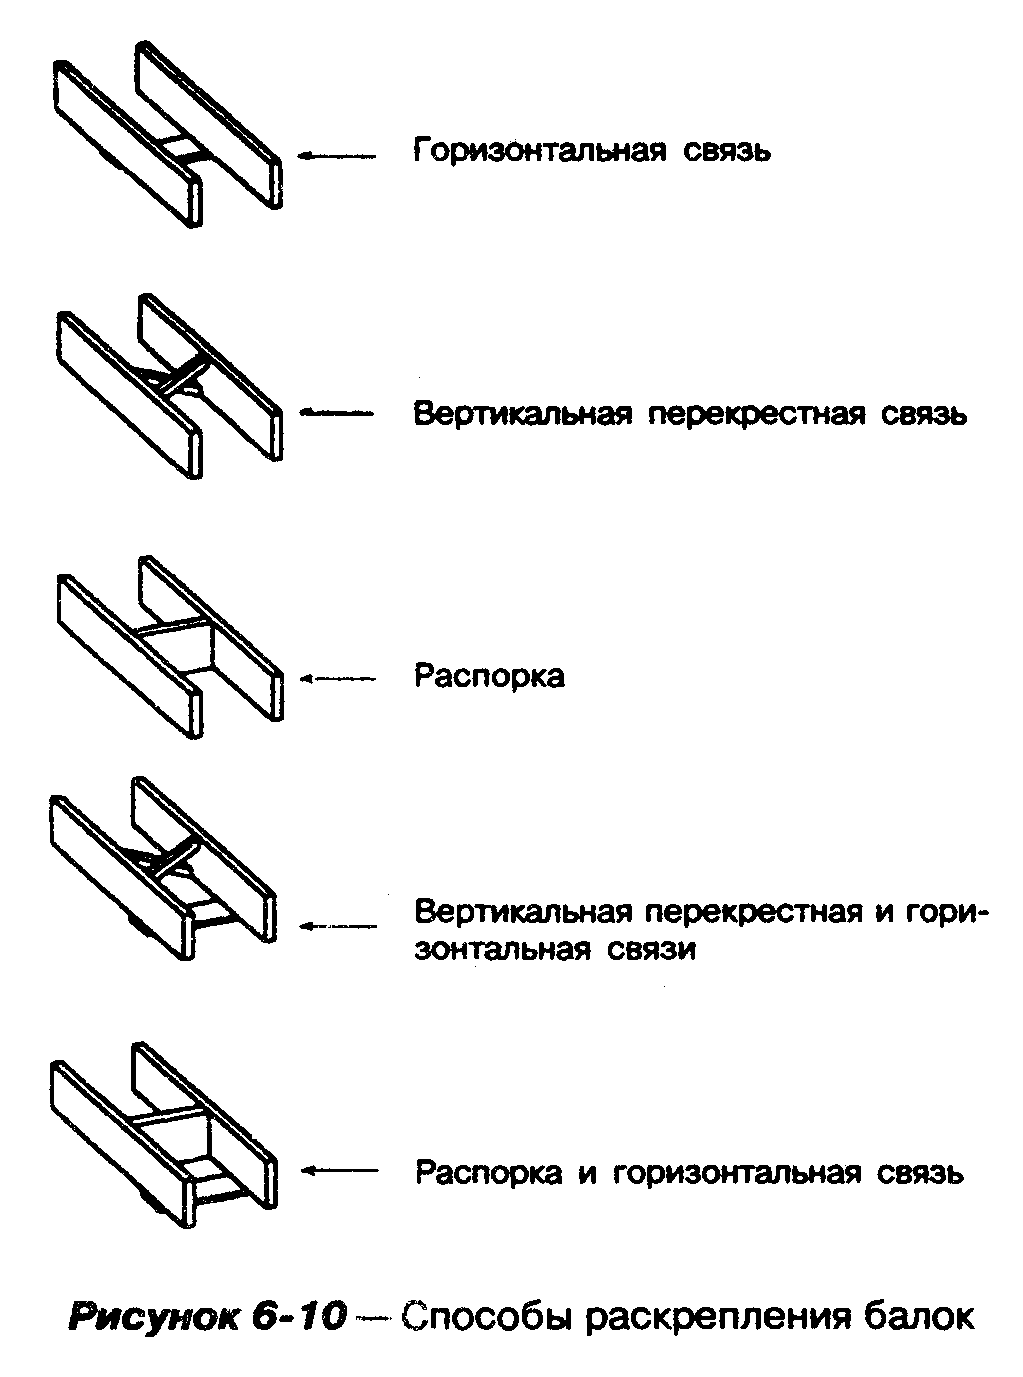 Горизонтальная связь
Вертикальная перекрестная связь
Распорка
Вертикальная перекрестная и гори-
зонтальная связи
Распорка и горизонтальная связь
Рисунок 6-10 — Способы раскрепления балок